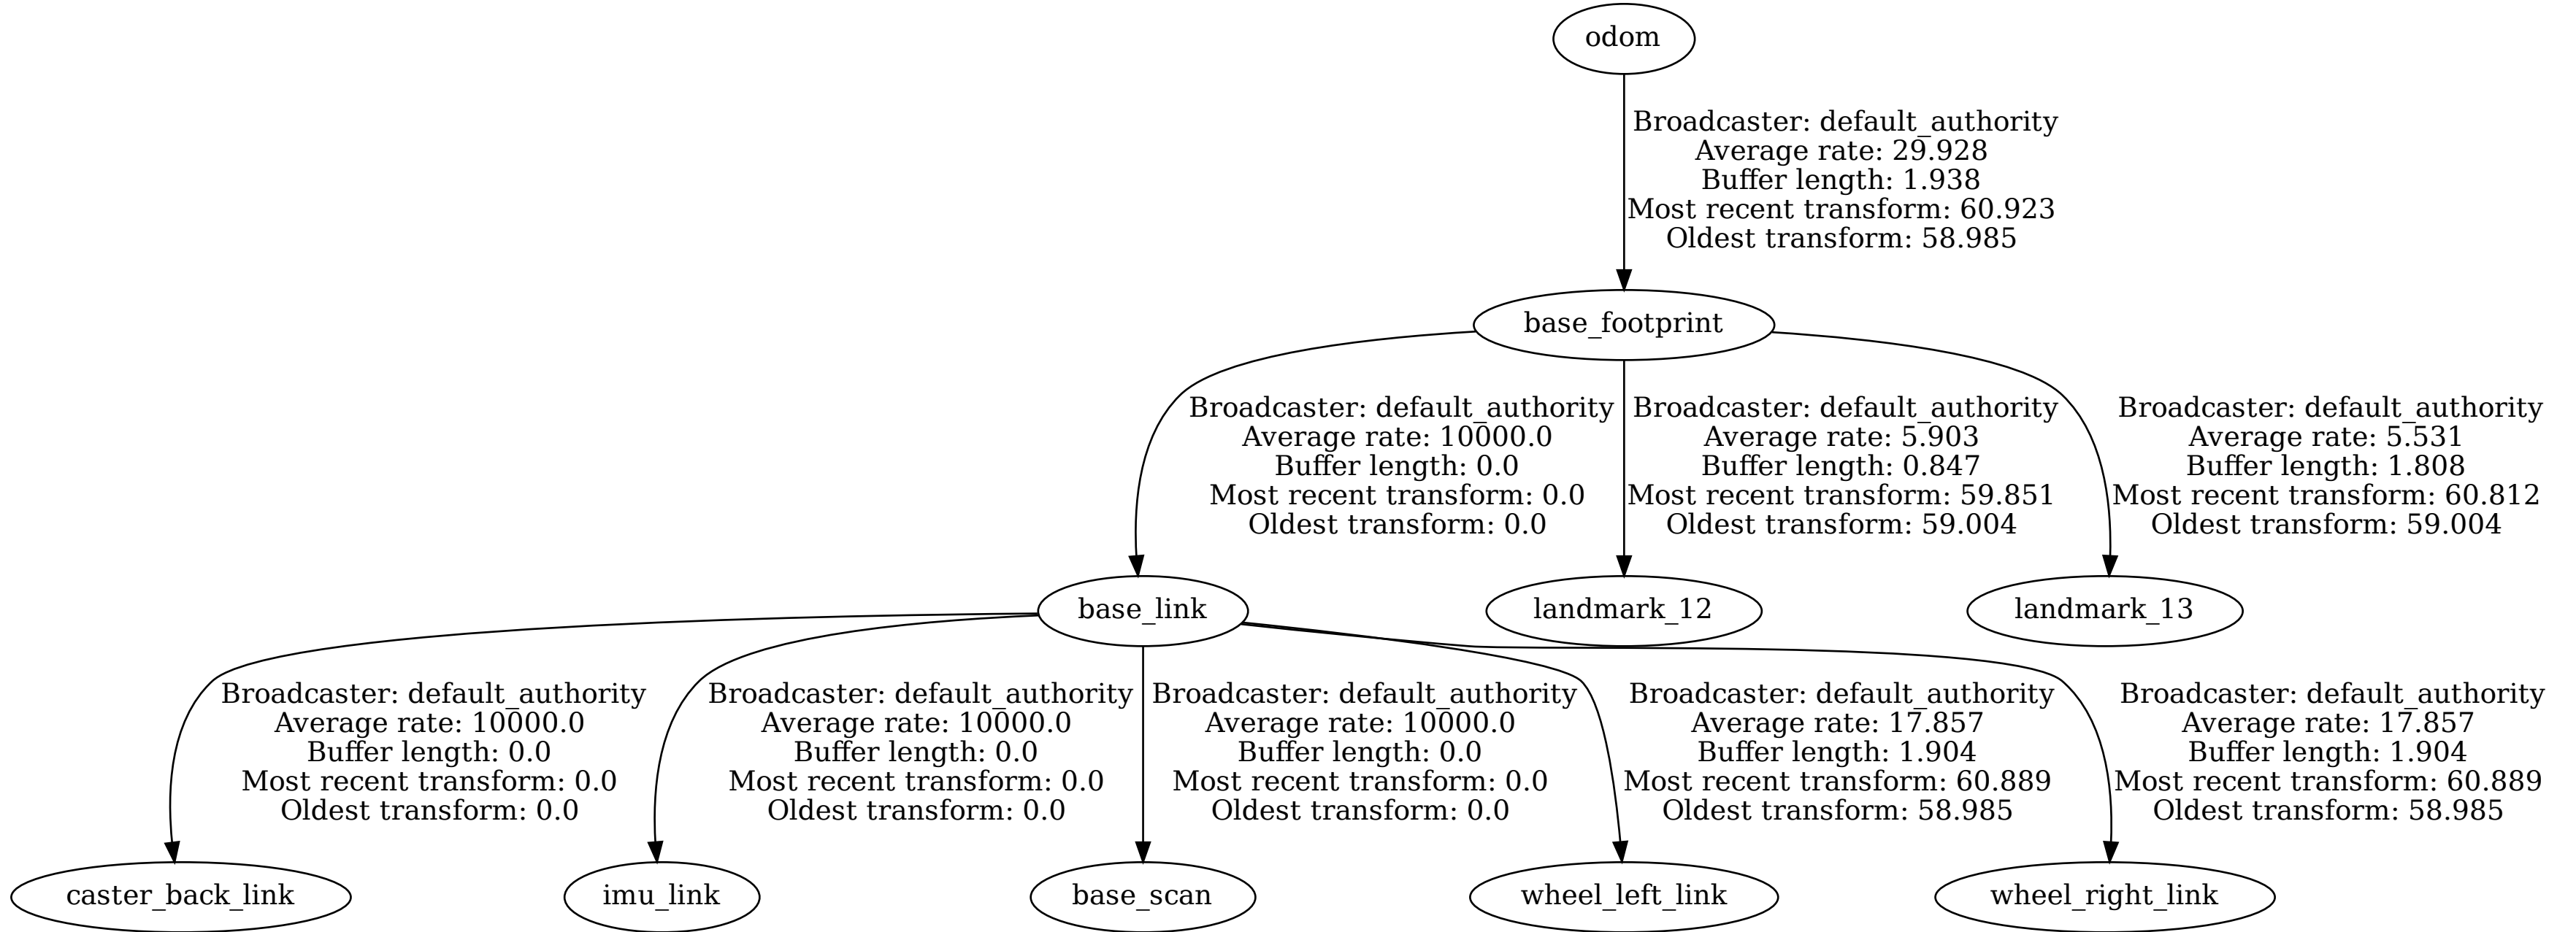 odom
Broadcaster: default_authority
Average rate: 29.928
Buffer length: 1.938
Most recent transform: 60.923
Oldest transform: 58.985
base_footprint
Broadcaster: default_authority
Average rate: 10000.0
Buffer length: 0.0
Most recent transform: 0.0
Oldest transform: 0.0
Broadcaster: default_authority
Average rate: 5.903
Buffer length: 0.847
Most recent transform: 59.851
Oldest transform: 59.004
Broadcaster: default_authority
Average rate: 5.531
Buffer length: 1.808
Most recent transform: 60.812
Oldest transform: 59.004
base_link
landmark_12
landmark_13
Broadcaster: default_authority
Average rate: 10000.0
Buffer length: 0.0
Most recent transform: 0.0
Oldest transform: 0.0
Broadcaster: default_authority
Average rate: 10000.0
Buffer length: 0.0
Most recent transform: 0.0
Oldest transform: 0.0
Broadcaster: default_authority
Average rate: 10000.0
Buffer length: 0.0
Most recent transform: 0.0
Oldest transform: 0.0
Broadcaster: default_authority
Average rate: 17.857
Buffer length: 1.904
Most recent transform: 60.889
Oldest transform: 58.985
Broadcaster: default_authority
Average rate: 17.857
Buffer length: 1.904
Most recent transform: 60.889
Oldest transform: 58.985
caster_back_link
imu_link
base_scan
wheel_left_link
wheel_right_link